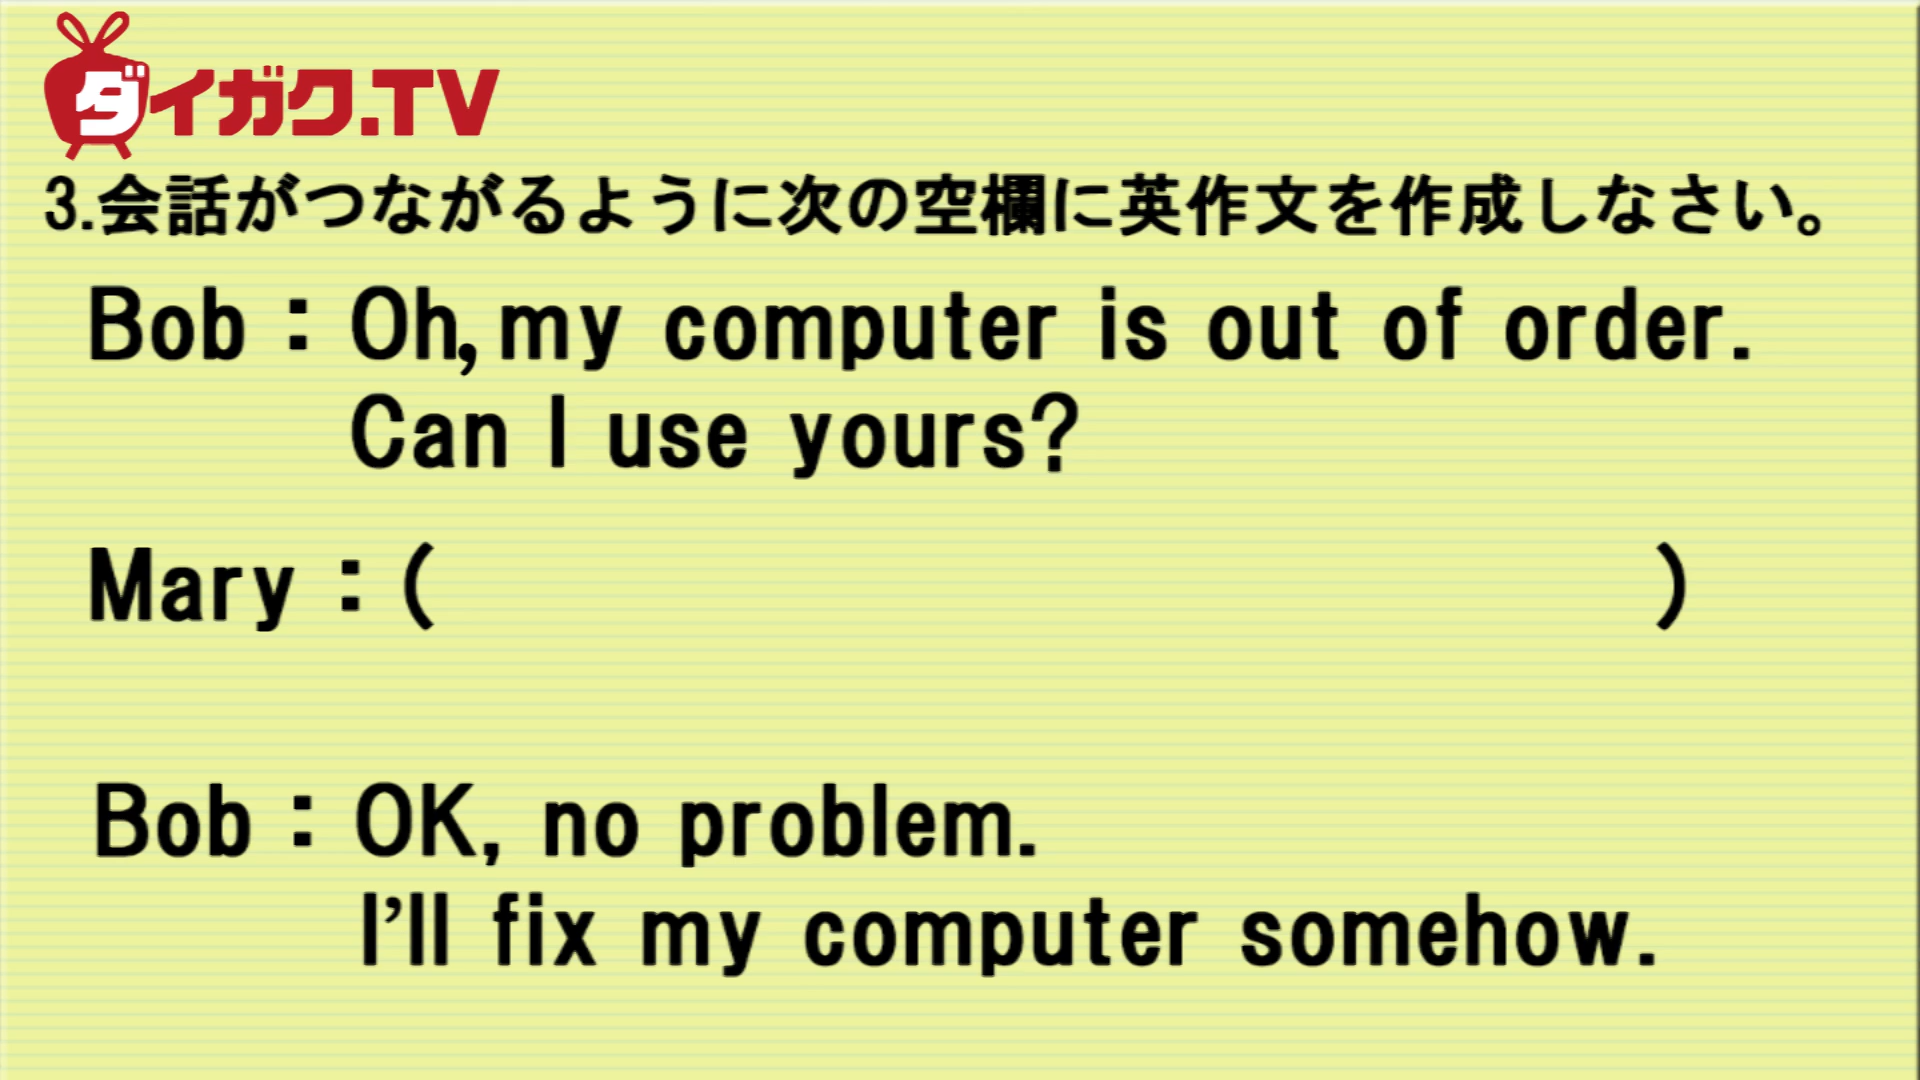 ダイガク.TV
3.会話がつながるように次の空欄に英作文を作成しなさい。
Bob：Oh, my computer is out of order.
Can I use yours?
Mary：(　　　　　　　　　　)
Bob：OK, no problem.
I'll fix my computer somehow.